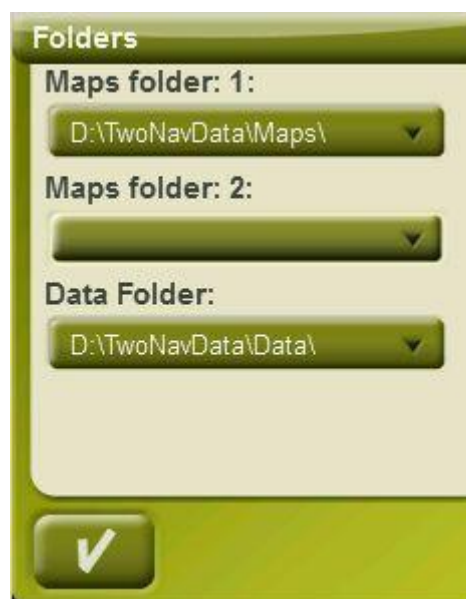 Folders
Maps folder: 1:
D:\TwoNavData\Maps\
Maps folder: 2:
Data Folder:
D:\TwoNavData\Data\